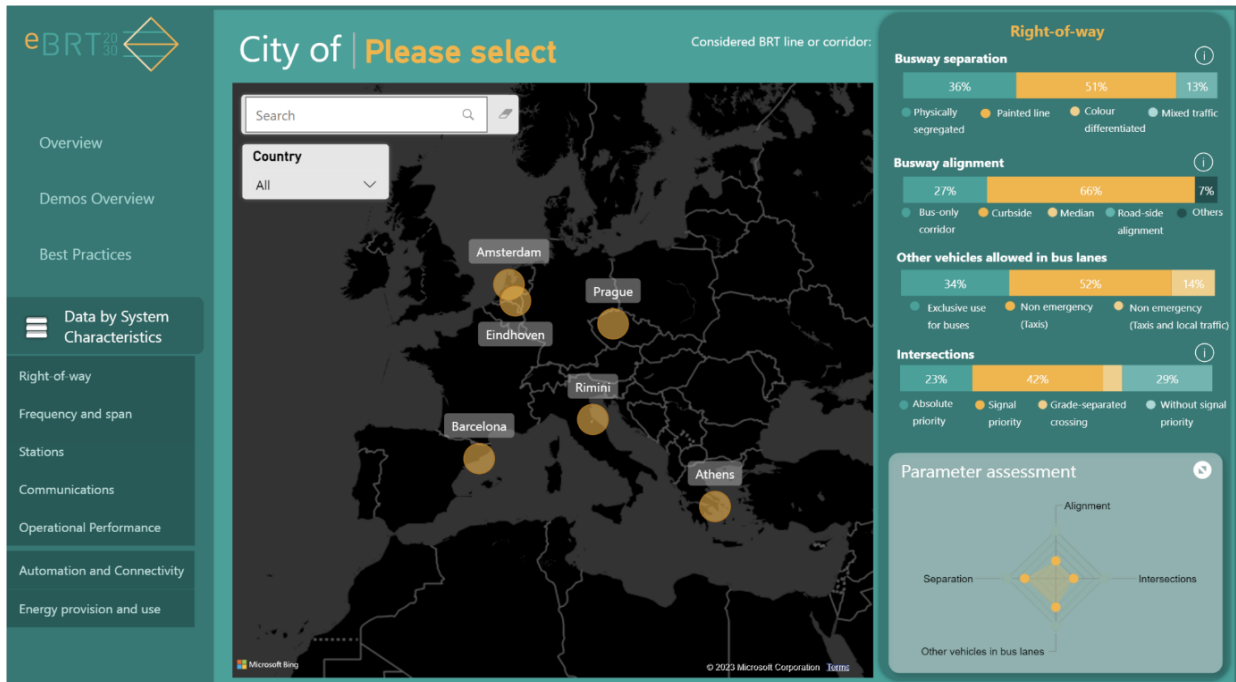 eBRT 2030
Overview
Demos Overview
Best Practices
Data by System
Characteristics
Right-of-way
Frequency and span
Stations
Communications
Operational Performance
Automation and Connectivity
Energy provision and use
City of | Please select
Considered BRT line or corridor:
Search
Country
All
Amsterdam
Prague
Eindhoven
Rimini
Barcelona
Athens
Microsoft Bing
© 2023 Microsoft Corporation Terms
Right-of-way
Busway separation
36% 51% 13%
Physically
segregated
Painted line
Colour
differentiated
Mixed traffic
Busway alignment
27% 66% 7%
Bus-only
corridor
Curbside
Median
Road-side
alignment
Others
Other vehicles allowed in bus lanes
34% 52% 14%
Exclusive use
for buses
Non emergency
(Taxis)
Non emergency
(Taxis and local traffic)
Intersections
23% 42% 29%
Absolute
priority
Signal
priority
Grade-separated
crossing
Without signal
priority
Parameter assessment
Alignment
Separation
Intersections
Other vehicles in bus lanes